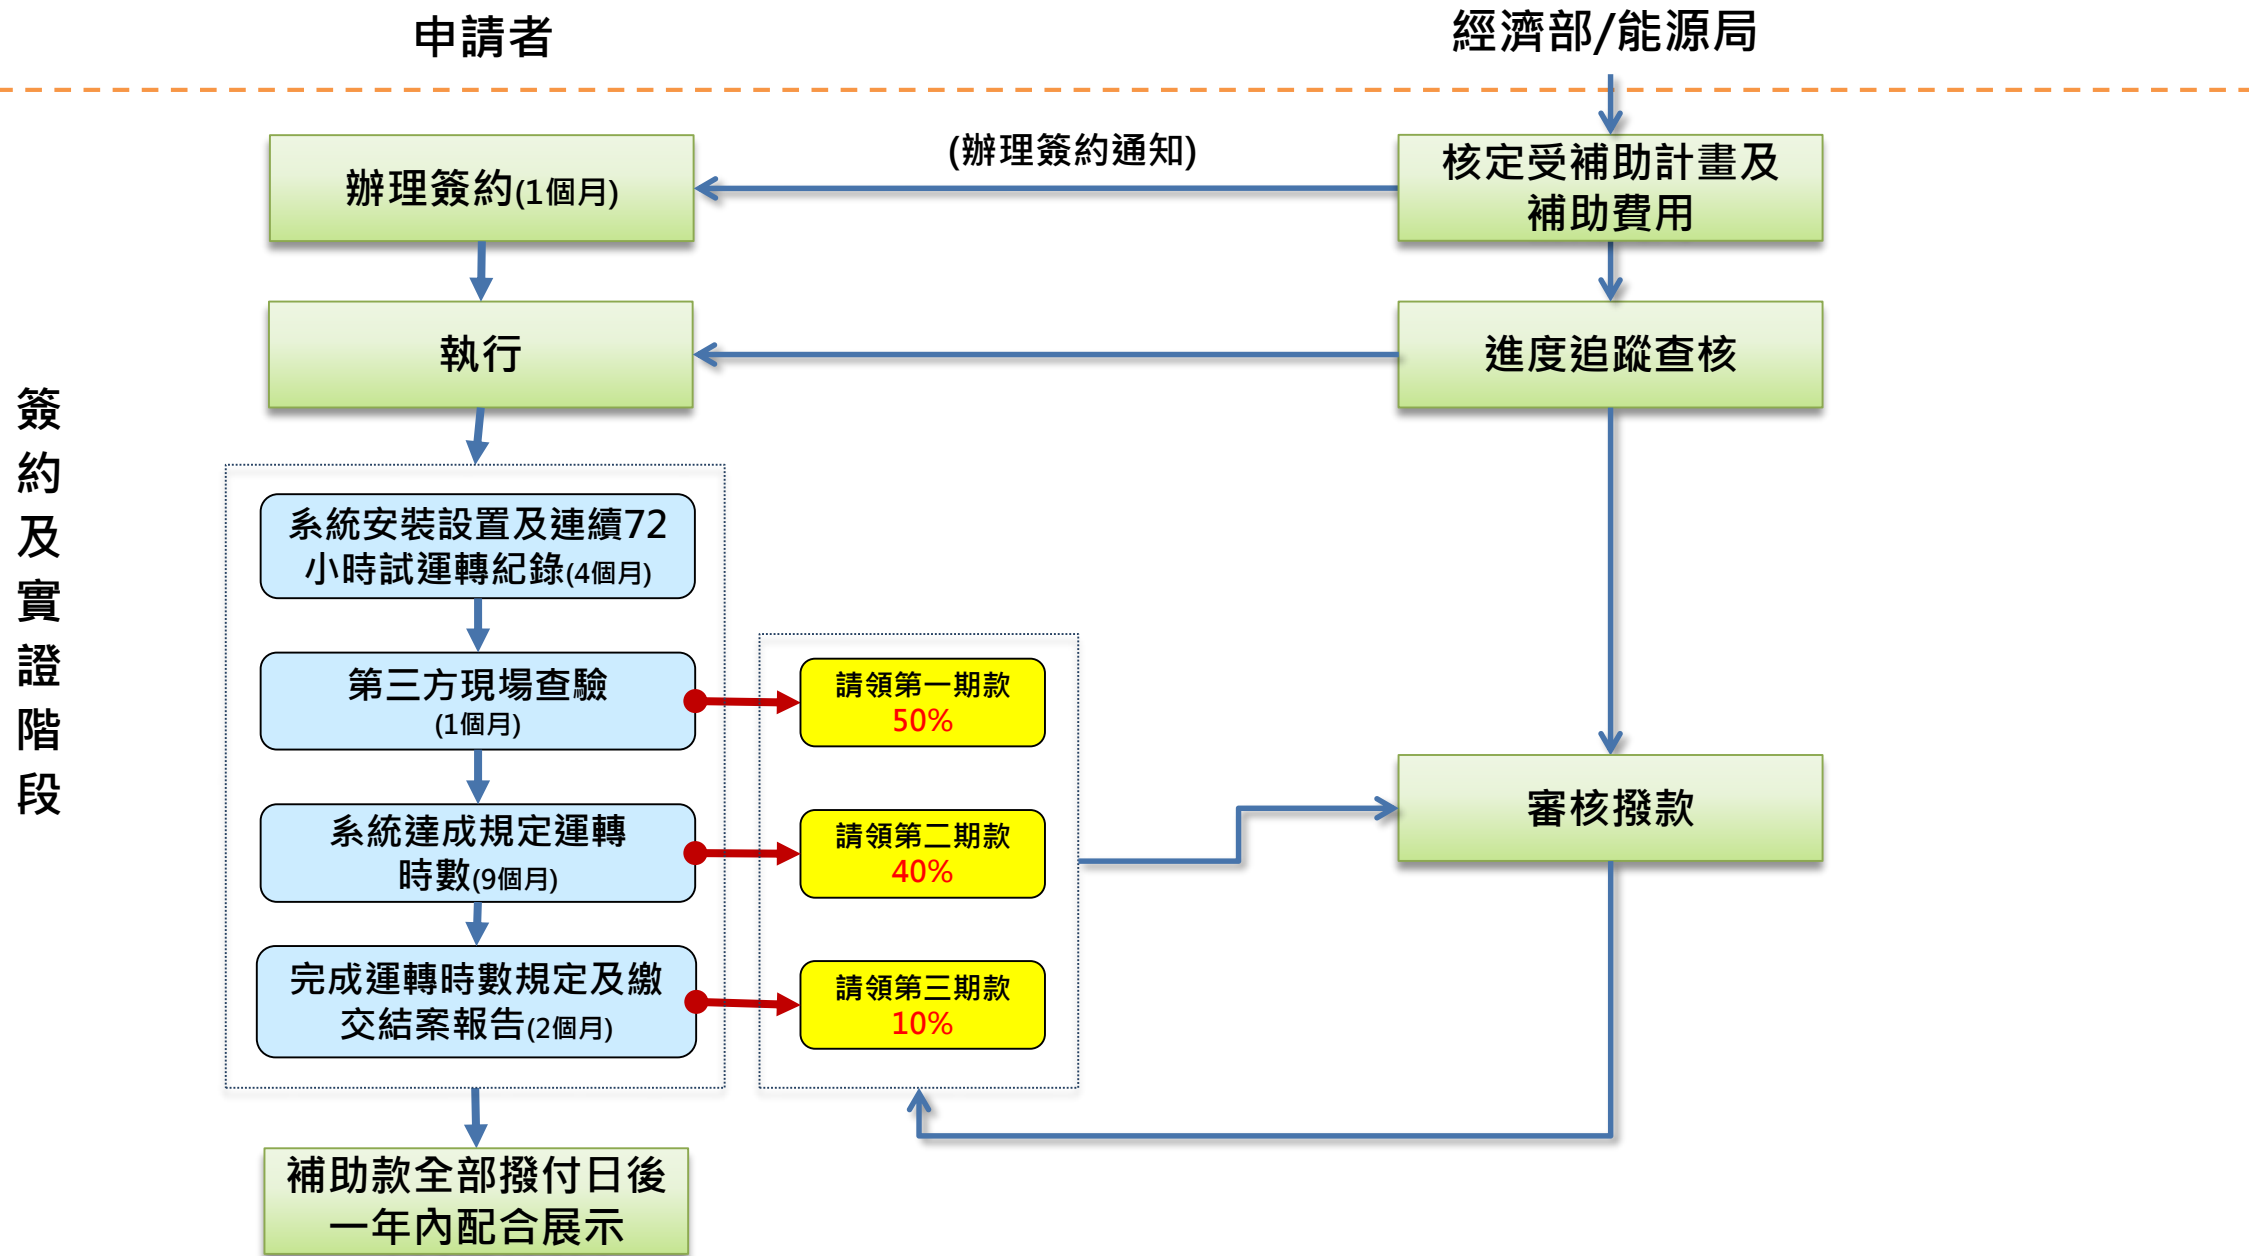 申請者
經濟部/能源局
(辦理簽約通知)
辦理簽約(1個月)
核定受補助計畫及
補助費用
執行
進度追蹤查核
簽約及實證階段
系統安裝設置及連續72
小時試運轉紀錄(4個月)
第三方現場查驗
(1個月)
請領第一期款
50%
系統達成規定運轉
時數(9個月)
請領第二期款
40%
審核撥款
完成運轉時數規定及繳
交結案報告(2個月)
請領第三期款
10%
補助款全部撥付日後
一年內配合展示